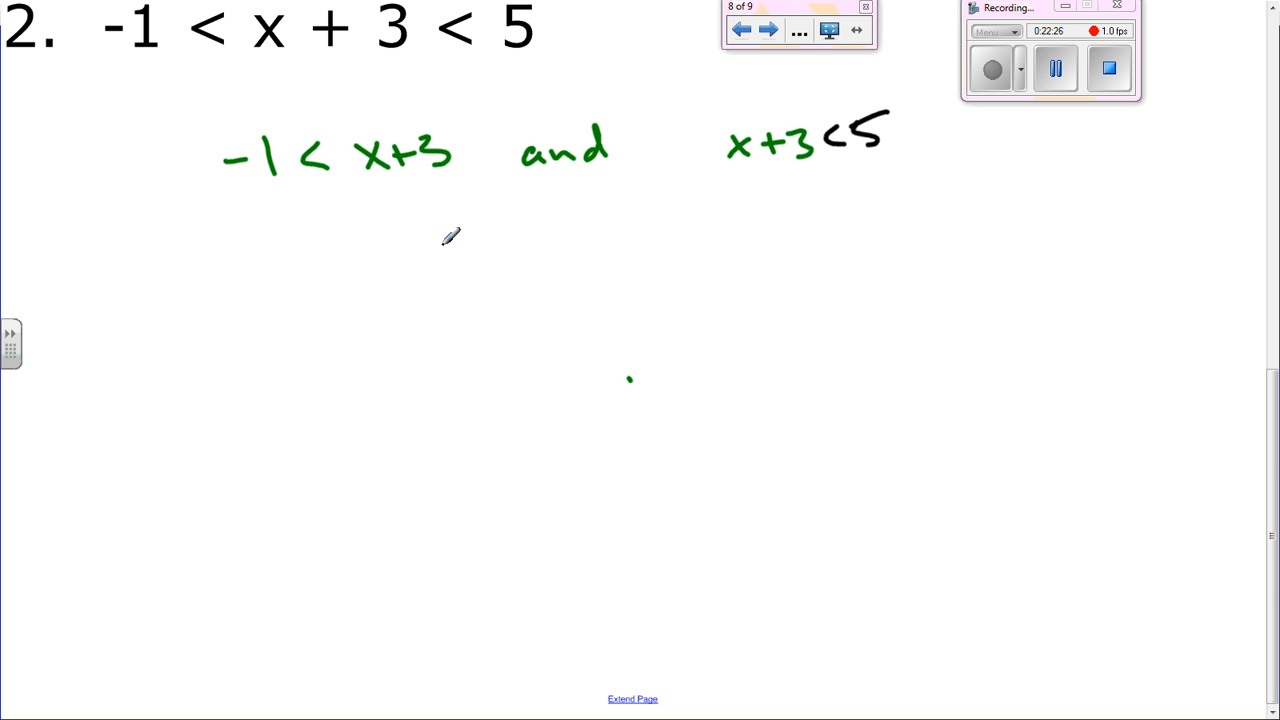 8 of 9
Recording...
2. -1 < x + 3 < 5
...
Menu
0:22:26
1.0 fps
-1 < x+3 and x+3 <5
Extend Page